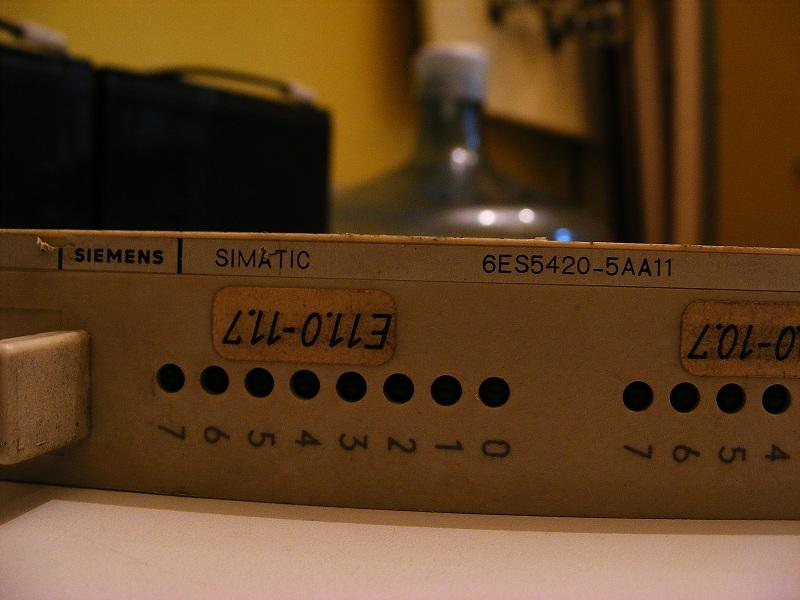 SIEMENS SIMATIC 6ES5420-5AA11
E11.0-11.7
.0-10.7
7 6 5 4 3 2 1 0 7 6 5 4